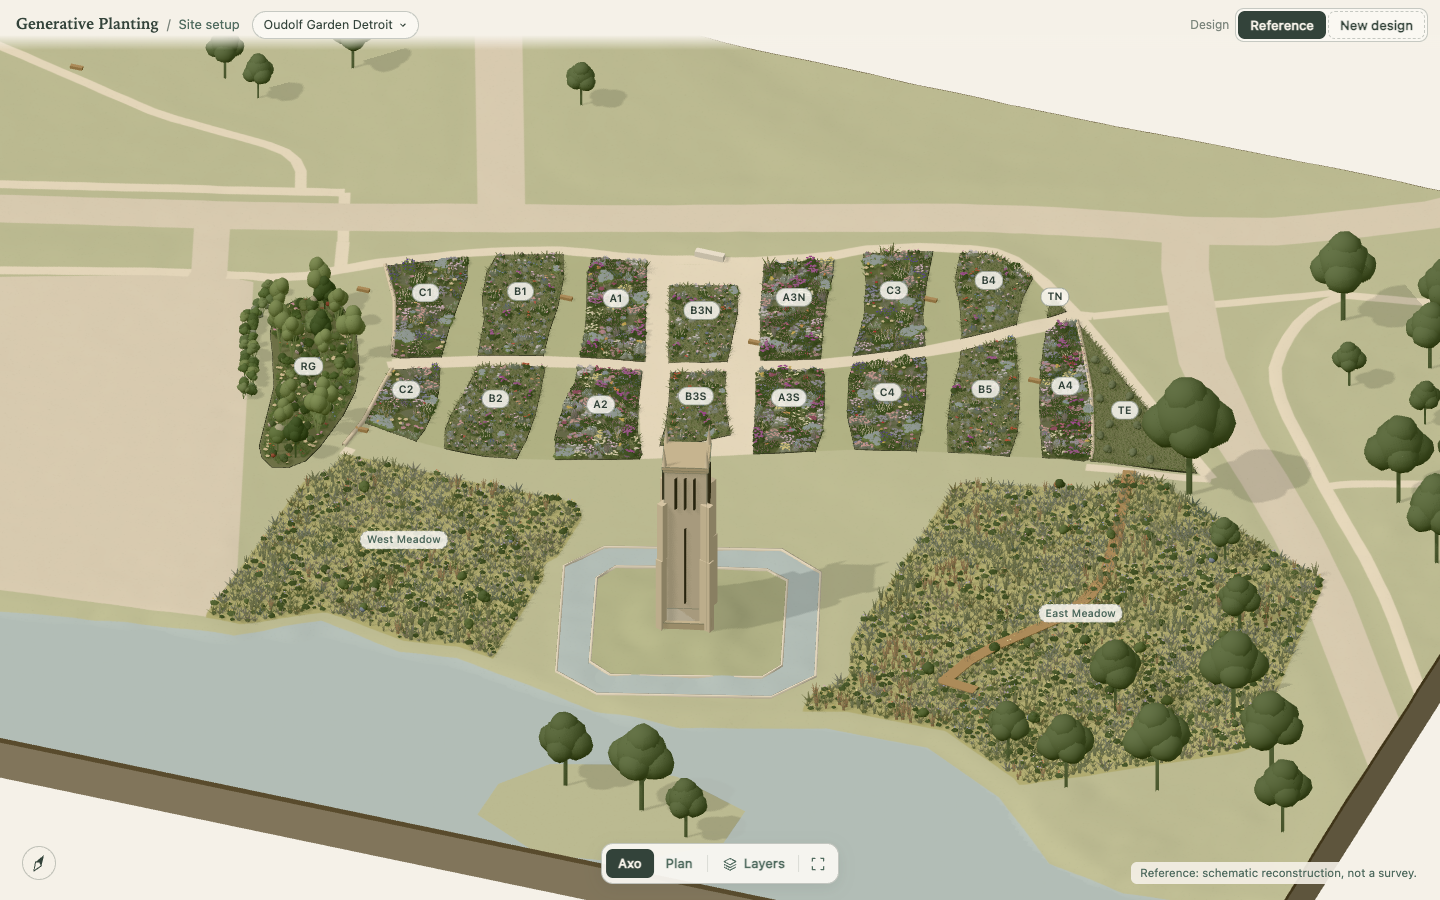 Generative Planting / Site setup Oudolf Garden Detroit
Design Reference New design
C1 B1 A1 B3N A3N C3 B4 TN
RG C2 B2 A2 B3S A3S C4 B5 A4 TE
West Meadow
East Meadow
Axo Plan Layers
Reference: schematic reconstruction, not a survey.